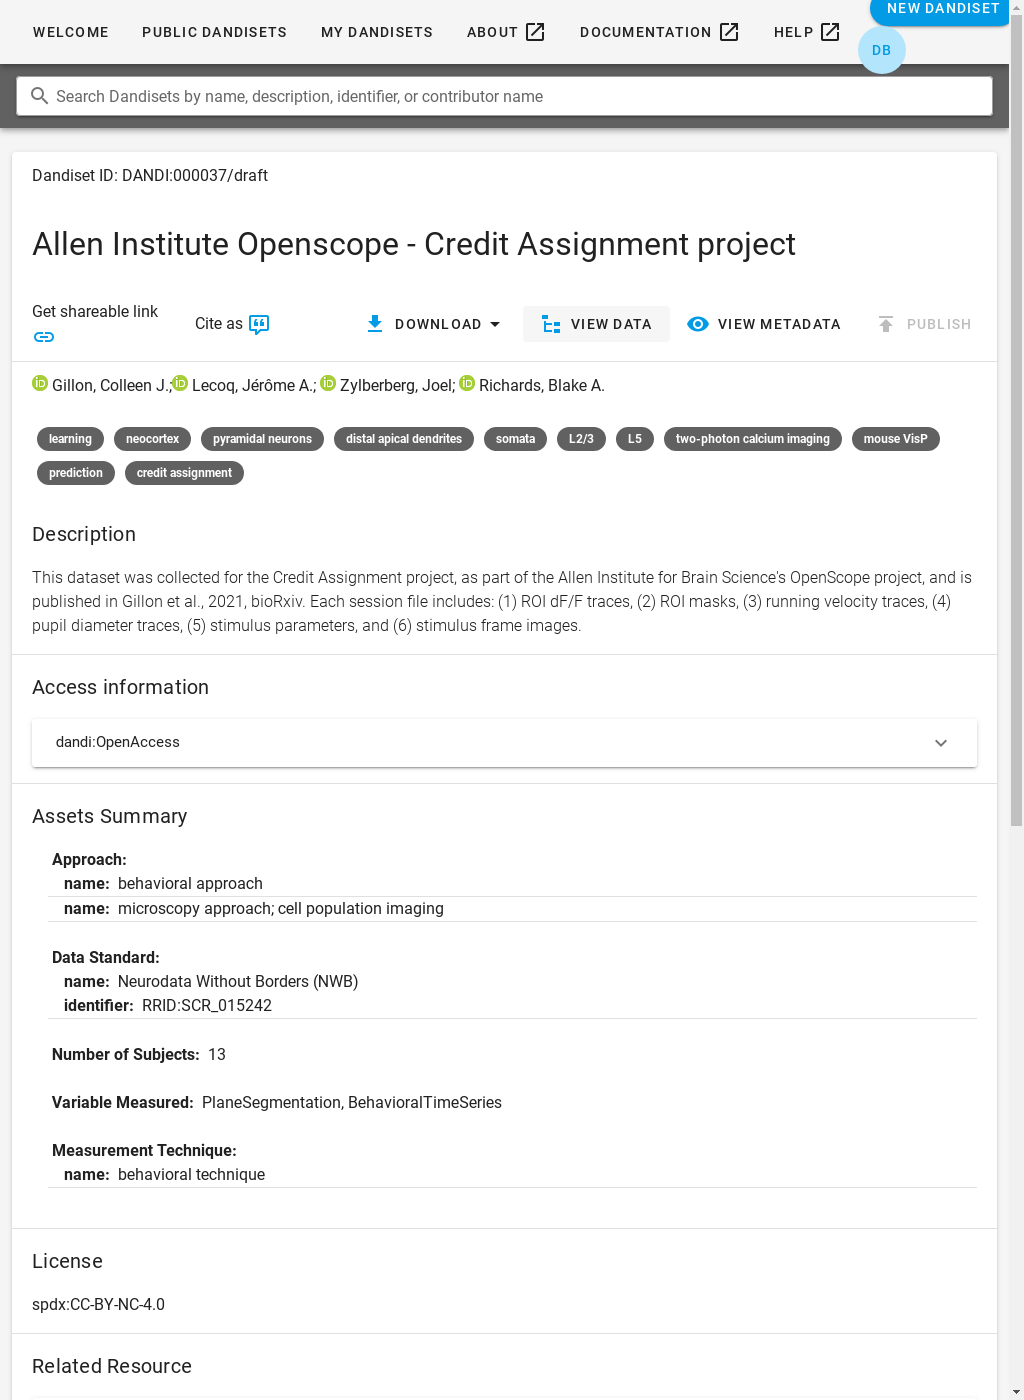 WELCOME PUBLIC DANDISETS MY DANDISETS ABOUT DOCUMENTATION HELP NEW DANDISET
DB
Search Dandisets by name, description, identifier, or contributor name
Dandiset ID: DANDI:000037/draft
Allen Institute Openscope - Credit Assignment project
Get shareable link
Cite as DOWNLOAD VIEW DATA VIEW METADATA PUBLISH
Gillon, Colleen J.; Lecoq, Jérôme A.; Zylberberg, Joel; Richards, Blake A.
learning neocortex pyramidal neurons distal apical dendrites somata L2/3 L5 two-photon calcium imaging mouse VisP
prediction credit assignment
Description
This dataset was collected for the Credit Assignment project, as part of the Allen Institute for Brain Science's OpenScope project, and is
published in Gillon et al., 2021, bioRxiv. Each session file includes: (1) ROI dF/F traces, (2) ROI masks, (3) running velocity traces, (4)
pupil diameter traces, (5) stimulus parameters, and (6) stimulus frame images.
Access information
dandi:OpenAccess
Assets Summary
Approach:
name: behavioral approach
name: microscopy approach; cell population imaging
Data Standard:
name: Neurodata Without Borders (NWB)
identifier: RRID:SCR_015242
Number of Subjects: 13
Variable Measured: PlaneSegmentation, BehavioralTimeSeries
Measurement Technique:
name: behavioral technique
License
spdx:CC-BY-NC-4.0
Related Resource